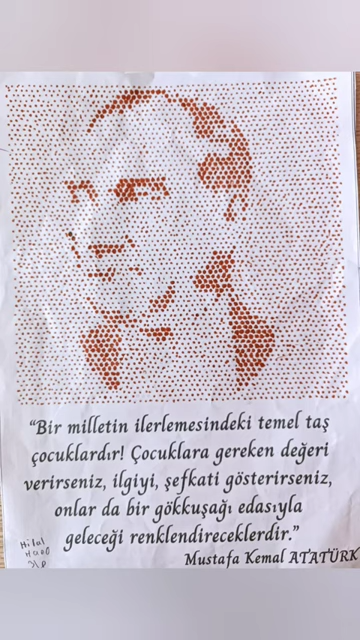 “Bir milletin ilerlemesindeki temel taş
çocuklardır! Çocuklara gereken değeri
verirseniz, ilgiyi, şefkati gösterirseniz,
onlar da bir gökkuşağı edasıyla
geleceği renklendireceklerdir.”
Mustafa Kemal ATATÜRK
Hilal